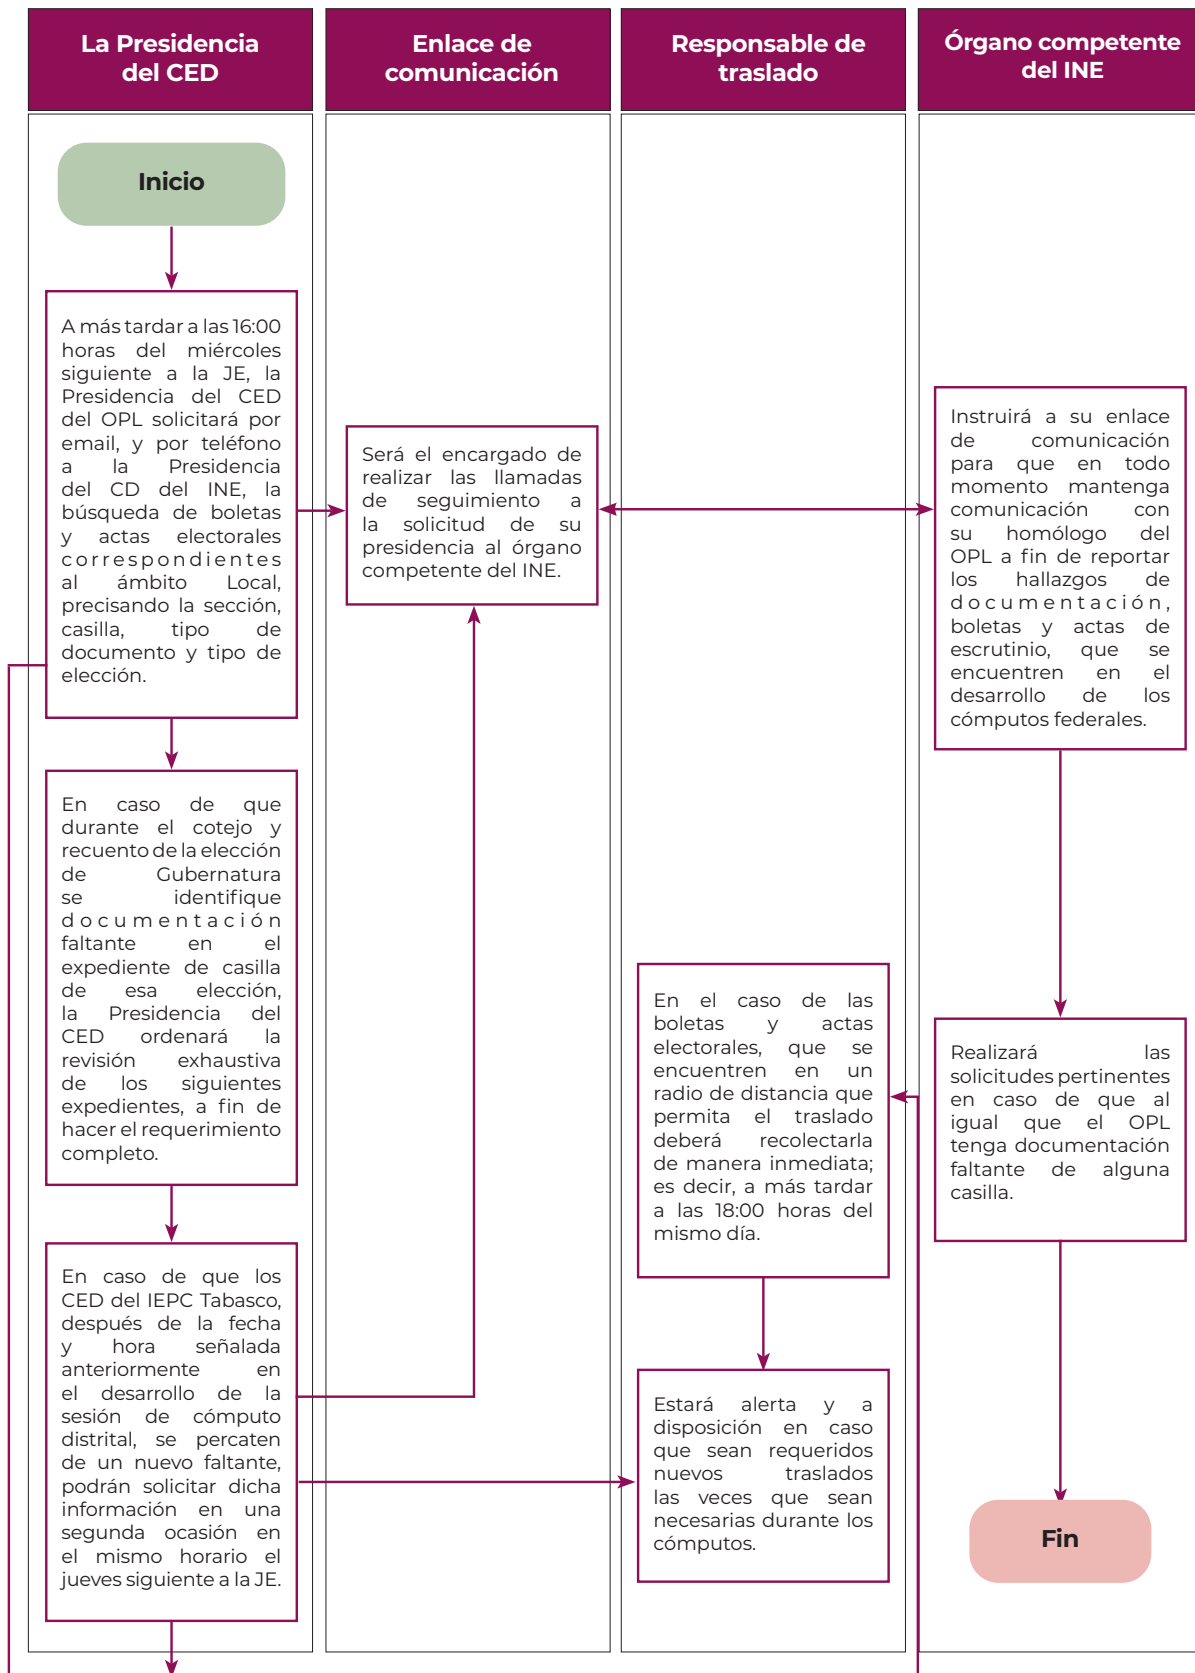 La Presidencia
del CED
Enlace de
comunicación
Responsable de
traslado
Órgano competente
del INE
Inicio
A más tardar a las 16:00
horas del miércoles
siguiente a la JE, la
Presidencia del CED
del OPL solicitará por
email, y por teléfono
a la Presidencia
del CD del INE, la
búsqueda de boletas
y actas electorales
correspondientes
al ámbito Local,
precisando la sección,
casilla, tipo de
documento y tipo de
elección.
En caso de que
durante el cotejo y
recuento de la elección
de Gubernatura
se identifique
documentación
faltante en el
expediente de casilla
de esa elección,
la Presidencia del
CED ordenará la
revisión exhaustiva
de los siguientes
expedientes, a fin de
hacer el requerimiento
completo.
En caso de que los
CED del IEPC Tabasco,
después de la fecha
y hora señalada
anteriormente en
el desarrollo de la
sesión de cómputo
distrital, se percaten
de un nuevo faltante,
podrán solicitar dicha
información en una
segunda ocasión en
el mismo horario el
jueves siguiente a la JE.
Será el encargado de
realizar las llamadas
de seguimiento a
la solicitud de su
presidencia al órgano
competente del INE.
En el caso de las
boletas y actas
electorales, que se
encuentren en un
radio de distancia que
permita el traslado
deberá recolectarla
de manera inmediata;
es decir, a más tardar
a las 18:00 horas del
mismo día.
Estará alerta y a
disposición en caso
que sean requeridos
nuevos traslados
las veces que sean
necesarias durante los
cómputos.
Instruirá a su enlace
de comunicación
para que en todo
momento mantenga
comunicación con
su homólogo del
OPL a fin de reportar
los hallazgos de
documentación,
boletas y actas de
escrutinio, que se
encuentren en el
desarrollo de los
cómputos federales.
Realizará las
solicitudes pertinentes
en caso de que al
igual que el OPL
tenga documentación
faltante de alguna
casilla.
Fin